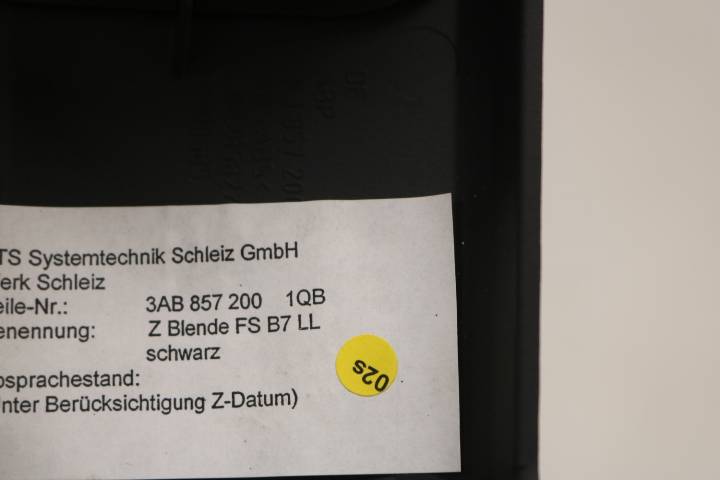 TS Systemtechnik Schleiz GmbH
erk Schleiz
eile-Nr.: 3AB 857 200 1QB
enennung: Z Blende FS B7 LL
schwarz
02s
bsprachestand:
nter Berücksichtigung Z-Datum)